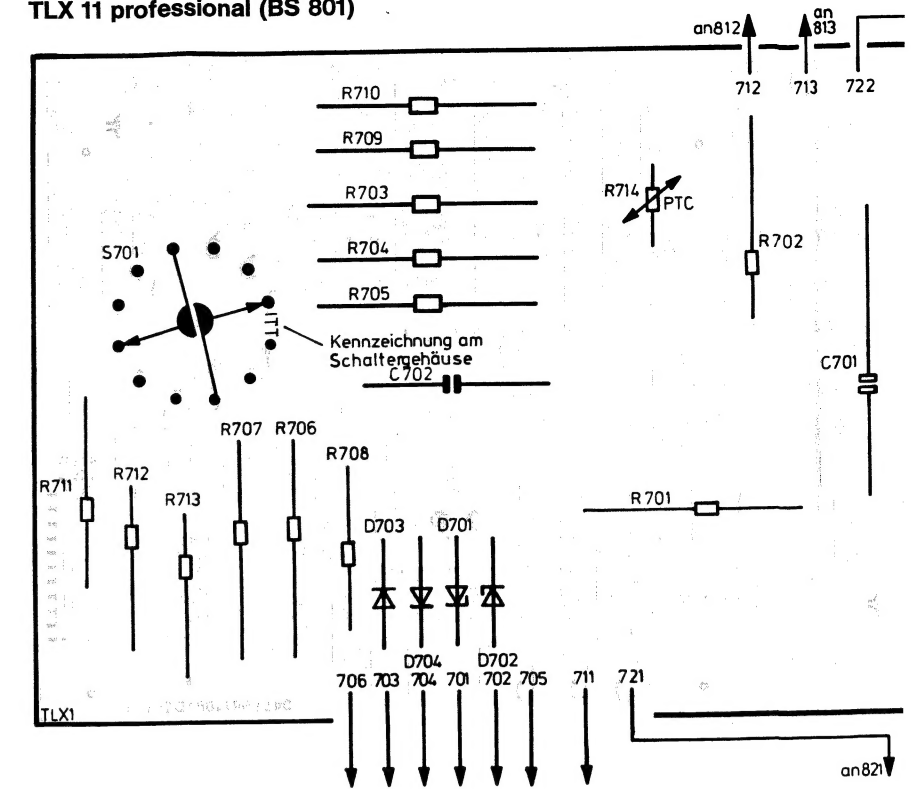 TLX 11 professional (BS 801)
an812
an
813
712
713
722
R710
R709
R703
R704
R705
R714
PTC
R702
S701
ITT
Kennzeichnung am
Schaltergehäuse
C702
C701
R707
R706
R708
R711
R712
R713
R701
D703
D701
D704
D702
706
703
704
701
702
705
711
721
TLX1
an821